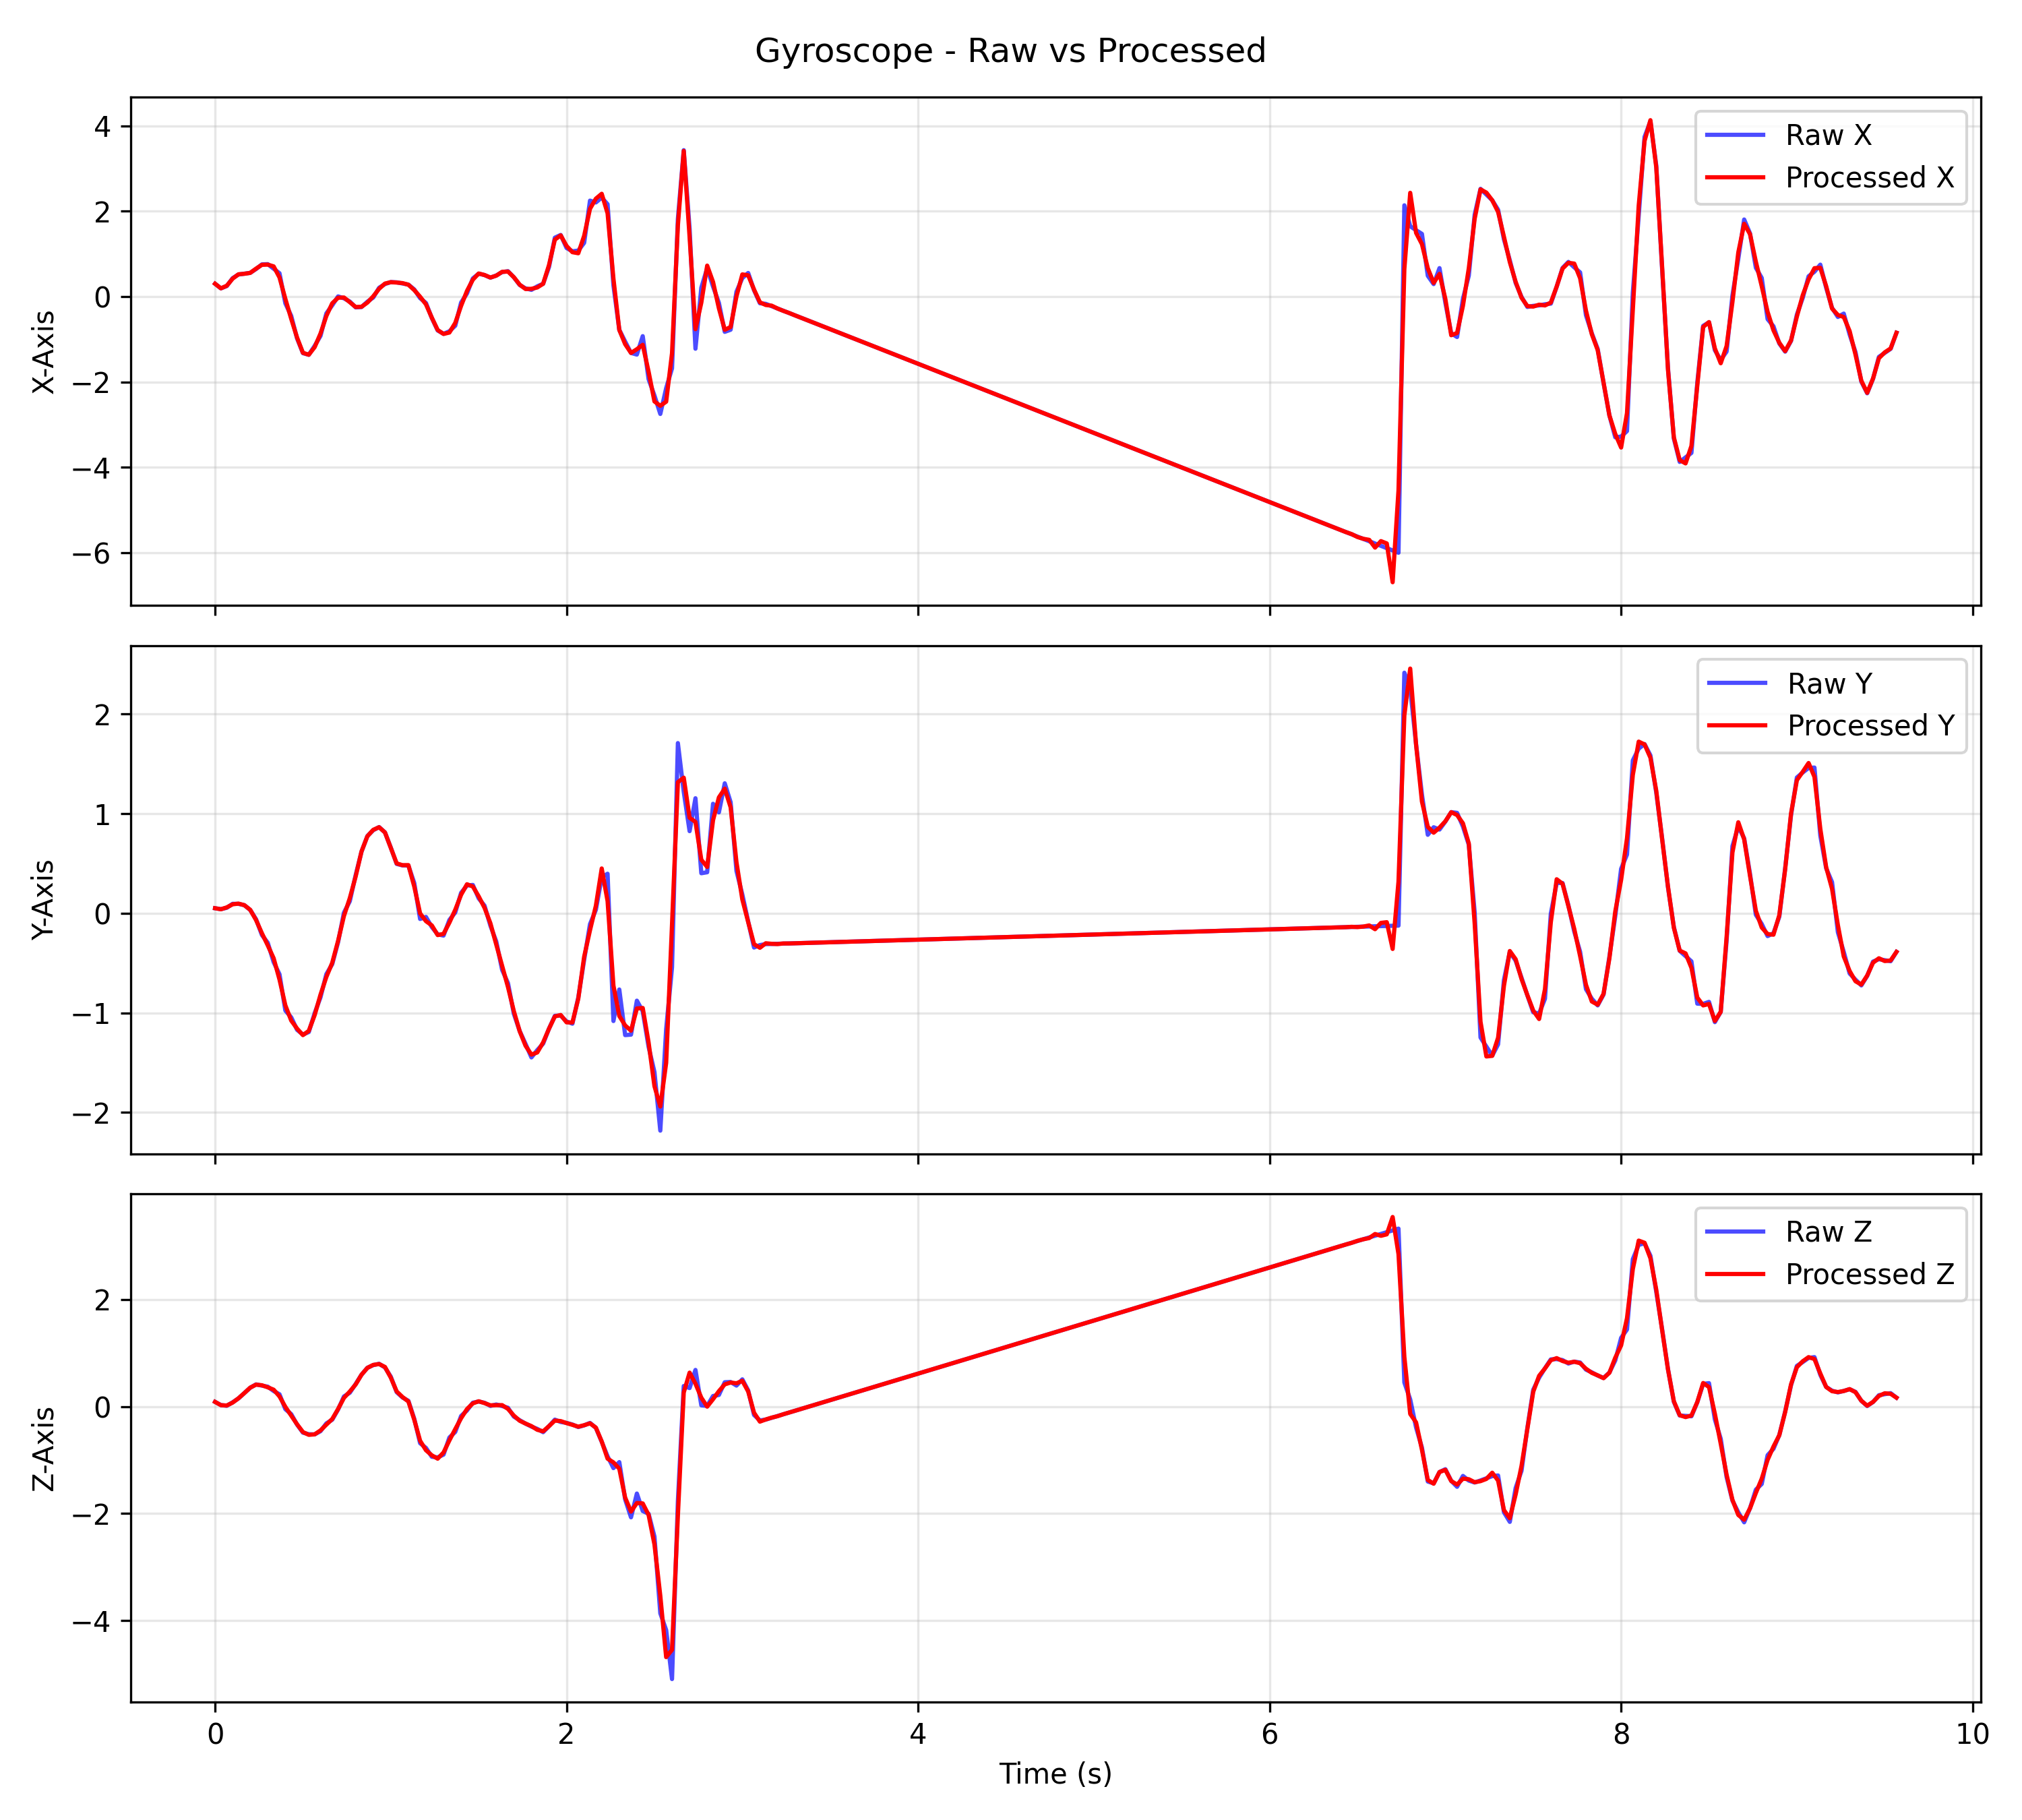 Gyroscope - Raw vs Processed
4
2
0
−2
−4
−6
X-Axis
Raw X
Processed X
2
1
0
−1
−2
Y-Axis
Raw Y
Processed Y
2
0
−2
−4
Z-Axis
Raw Z
Processed Z
0 2 4 6 8 10
Time (s)